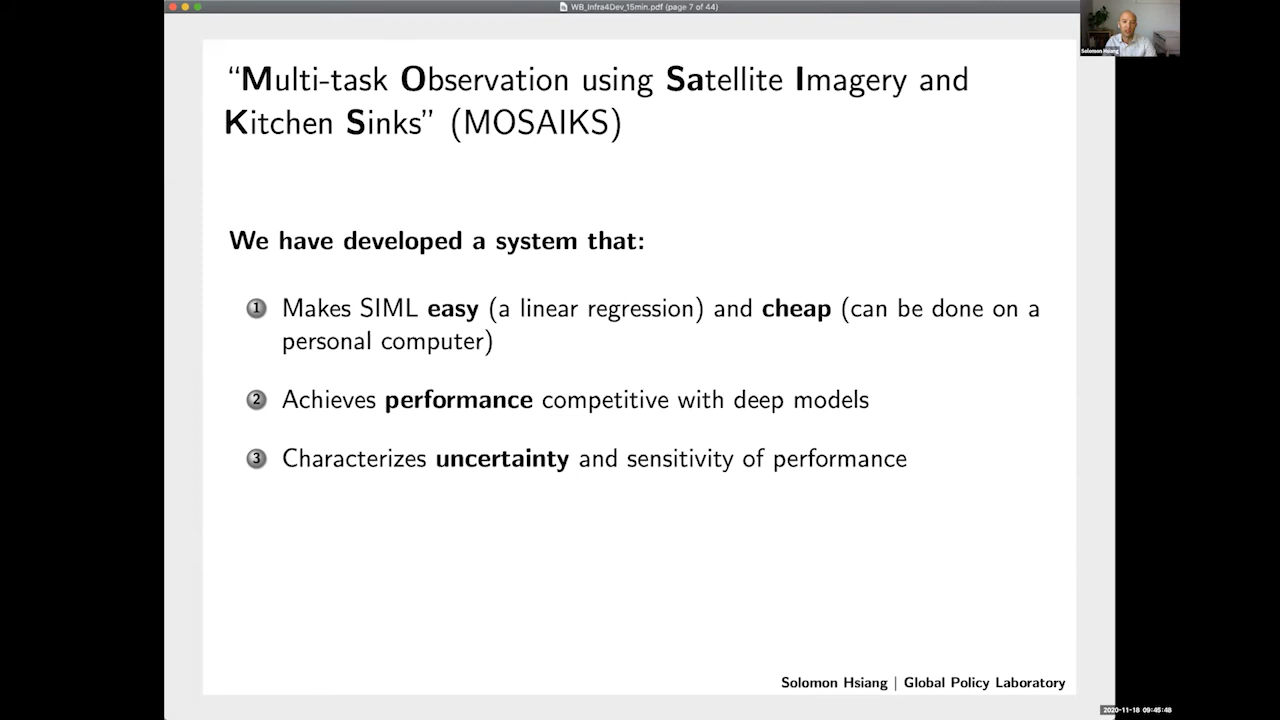 WB_Infra4Dev_15min.pdf (page 7 of 44)
Solomon Hsiang
“Multi-task Observation using Satellite Imagery and
Kitchen Sinks” (MOSAIKS)
We have developed a system that:
1 Makes SIML easy (a linear regression) and cheap (can be done on a
personal computer)
2 Achieves performance competitive with deep models
3 Characterizes uncertainty and sensitivity of performance
Solomon Hsiang | Global Policy Laboratory
2020-11-18 09:45:48